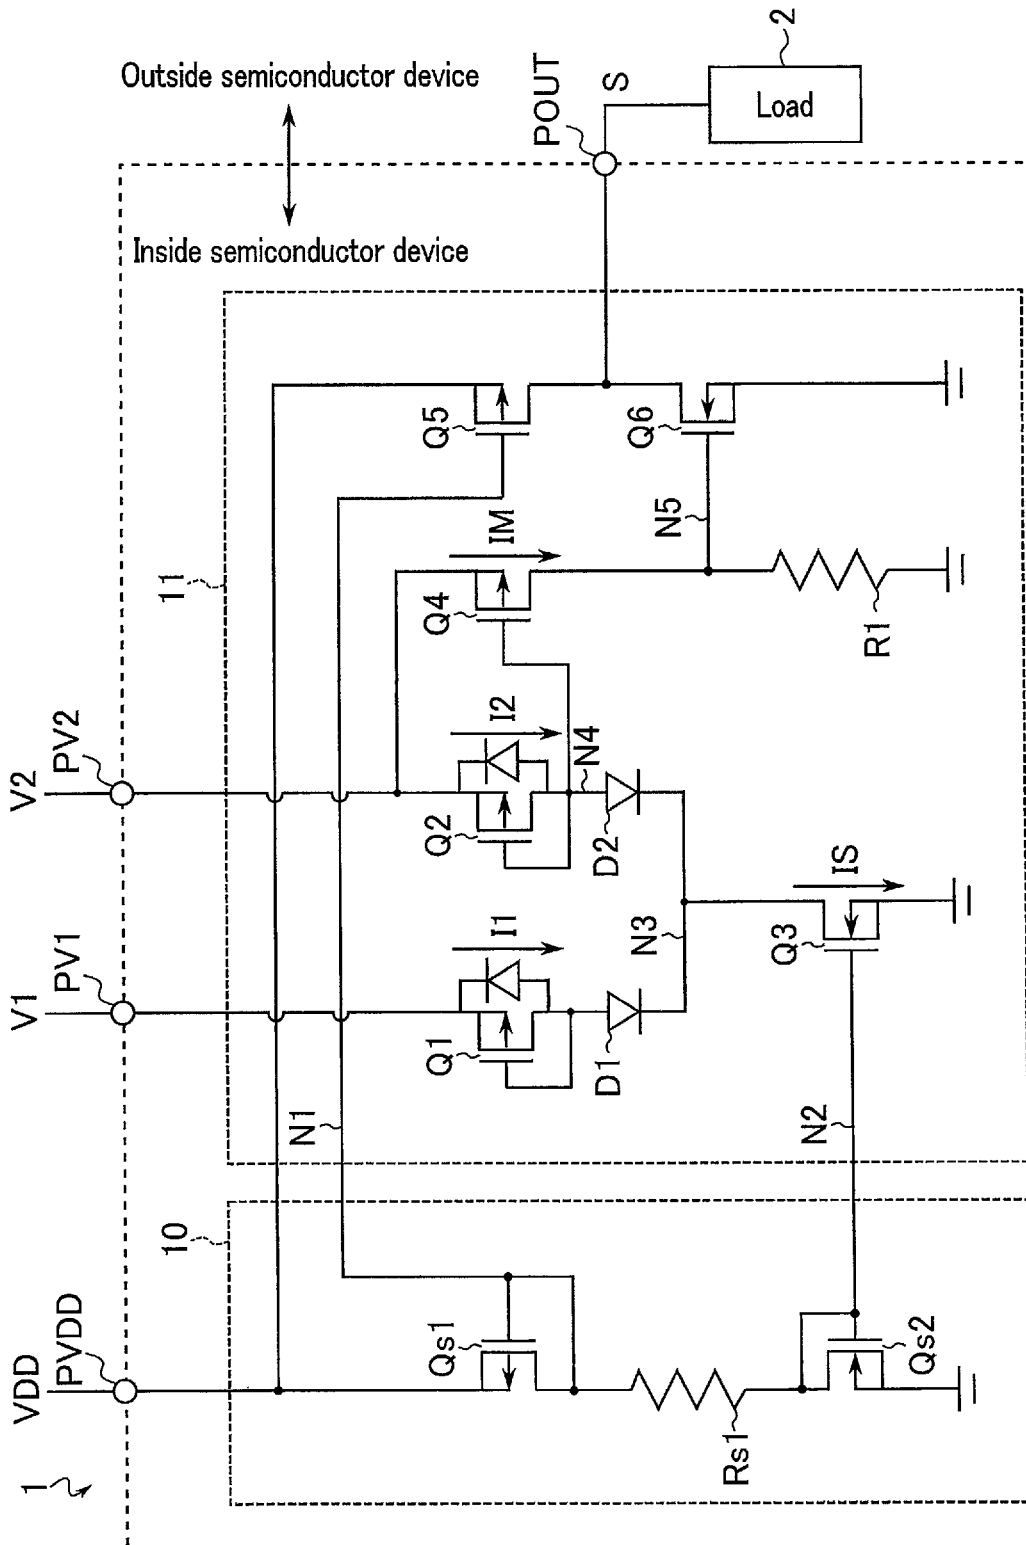 1
VDD
PVDD
V1
PV1
V2
PV2
Outside semiconductor device
Inside semiconductor device
POUT
S
Load
2
10
11
N1
Qs1
Rs1
Qs2
N2
Q1
I1
D1
N3
Q2
I2
N4
D2
Q3
IS
Q4
IM
N5
R1
Q5
Q6